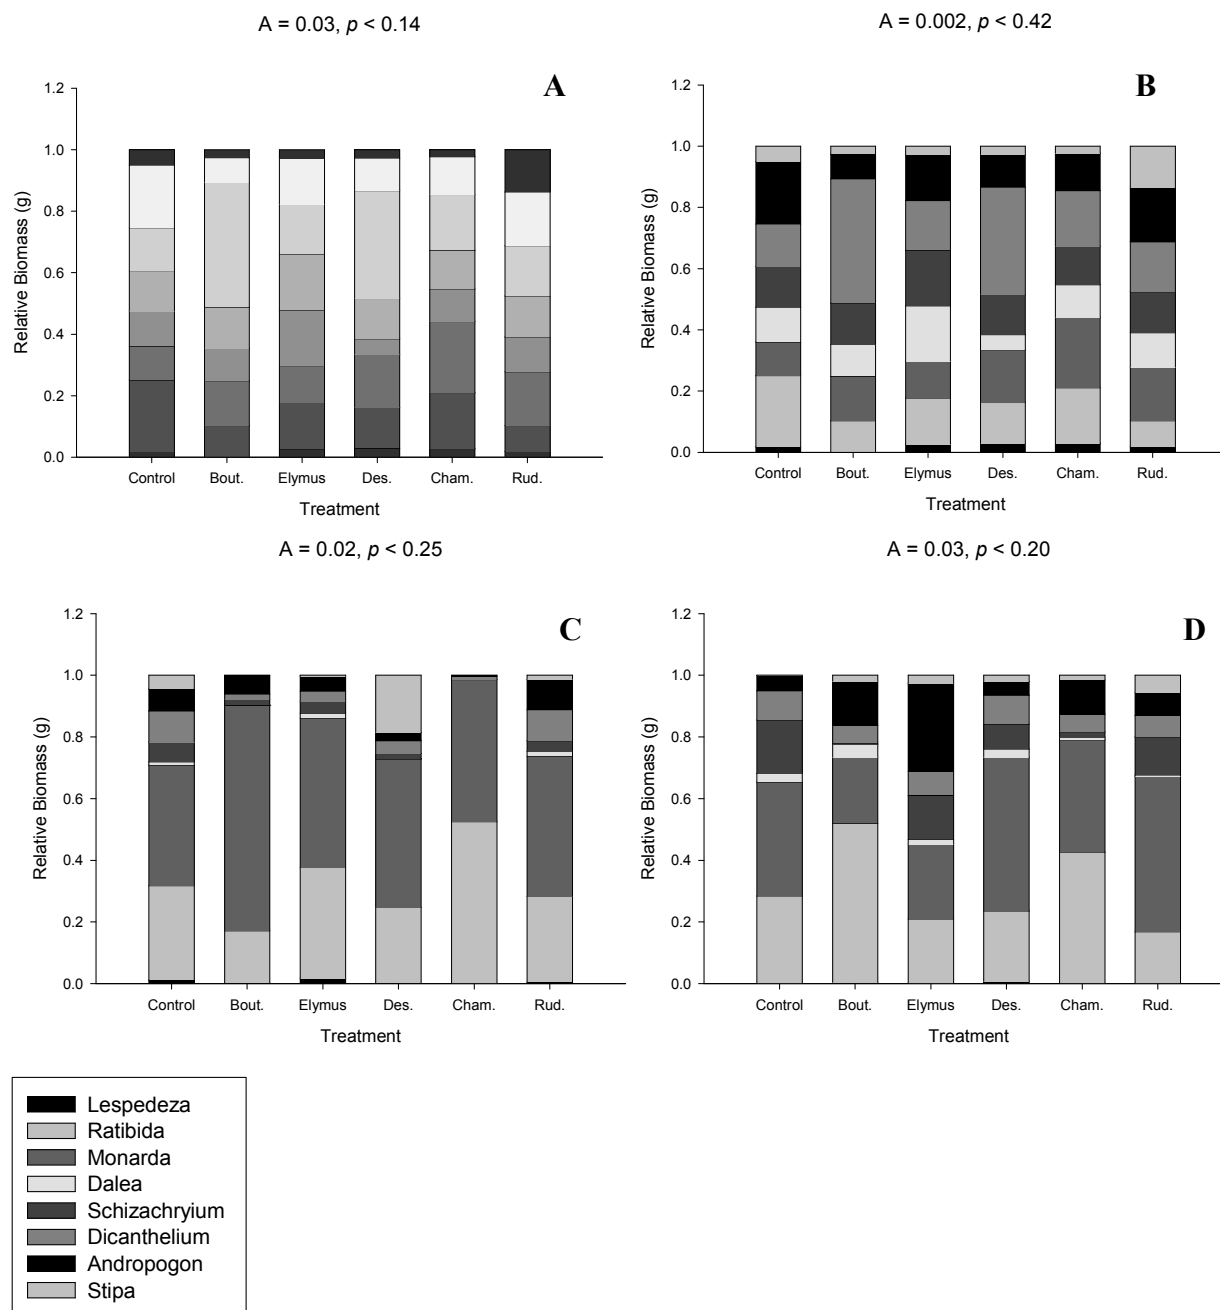 A = 0.03, p < 0.14
A
1.2
1.0
0.8
0.6
0.4
0.2
0.0
Relative Biomass (g)
Control Bout. Elymus Des. Cham. Rud.
Treatment
A = 0.002, p < 0.42
B
1.2
1.0
0.8
0.6
0.4
0.2
0.0
Relative Biomass (g)
Control Bout. Elymus Des. Cham. Rud.
Treatment
A = 0.02, p < 0.25
C
1.2
1.0
0.8
0.6
0.4
0.2
0.0
Relative Biomass (g)
Control Bout. Elymus Des. Cham. Rud.
Treatment
A = 0.03, p < 0.20
D
1.2
1.0
0.8
0.6
0.4
0.2
0.0
Relative Biomass (g)
Control Bout. Elymus Des. Cham. Rud.
Treatment
Lespedeza
Ratibida
Monarda
Dalea
Schizachryium
Dicanthelium
Andropogon
Stipa